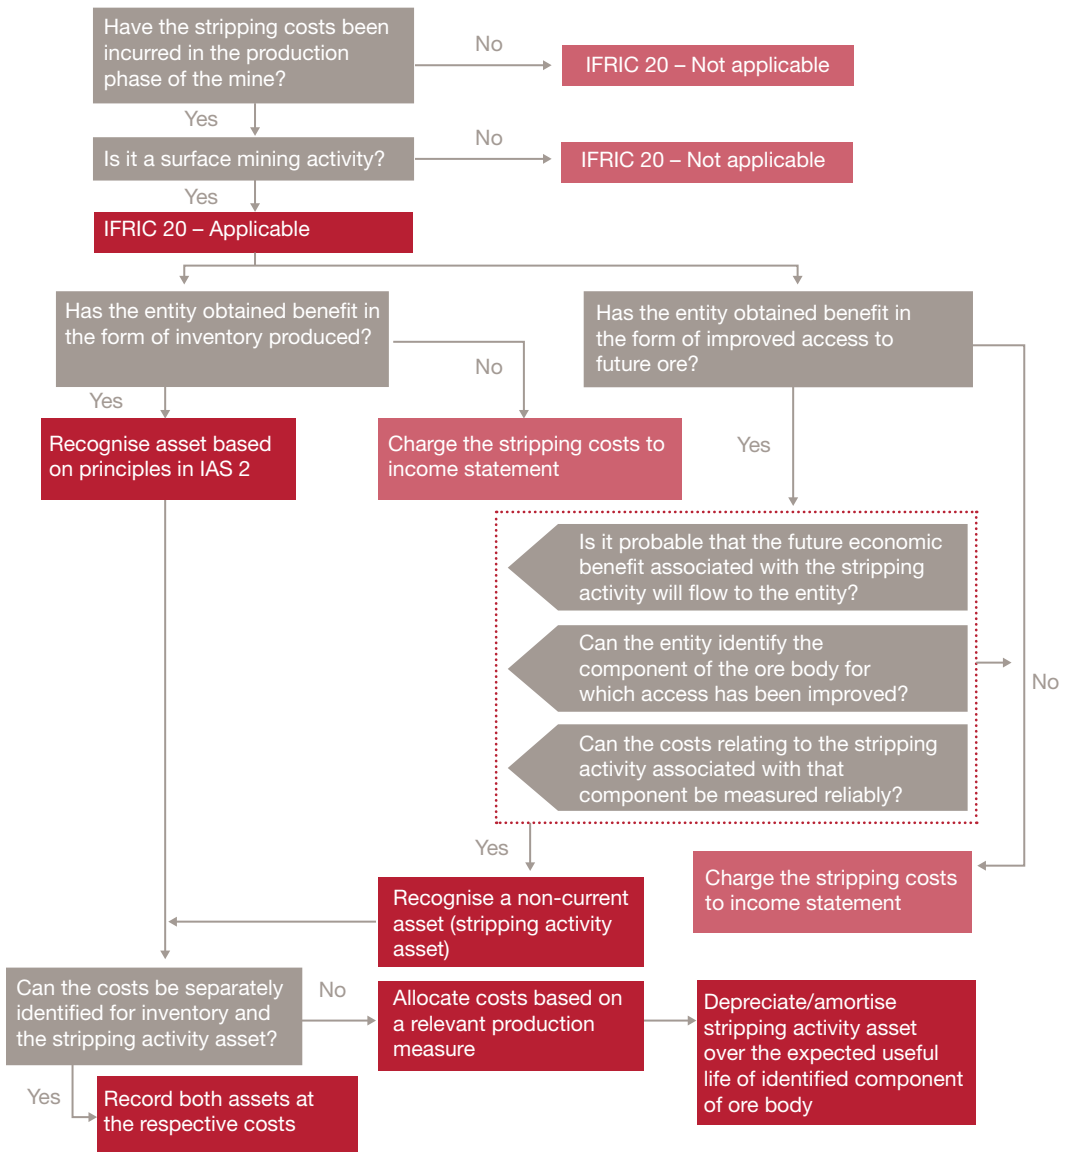 Have the stripping costs been
incurred in the production
phase of the mine?
No
IFRIC 20 – Not applicable
Yes
Is it a surface mining activity?
No
IFRIC 20 – Not applicable
Yes
IFRIC 20 – Applicable
Has the entity obtained benefit in
the form of inventory produced?
Has the entity obtained benefit in
the form of improved access to
future ore?
No
Yes
Recognise asset based
on principles in IAS 2
Charge the stripping costs to
income statement
Yes
Is it probable that the future economic
benefit associated with the stripping
activity will flow to the entity?
Can the entity identify the
component of the ore body for
which access has been improved?
No
Can the costs relating to the stripping
activity associated with that
component be measured reliably?
Yes
Recognise a non-current
asset (stripping activity
asset)
Charge the stripping costs
to income statement
Can the costs be separately
identified for inventory and
the stripping activity asset?
No
Allocate costs based on
a relevant production
measure
Depreciate/amortise
stripping activity asset
over the expected useful
life of identified component
of ore body
Yes
Record both assets at
the respective costs